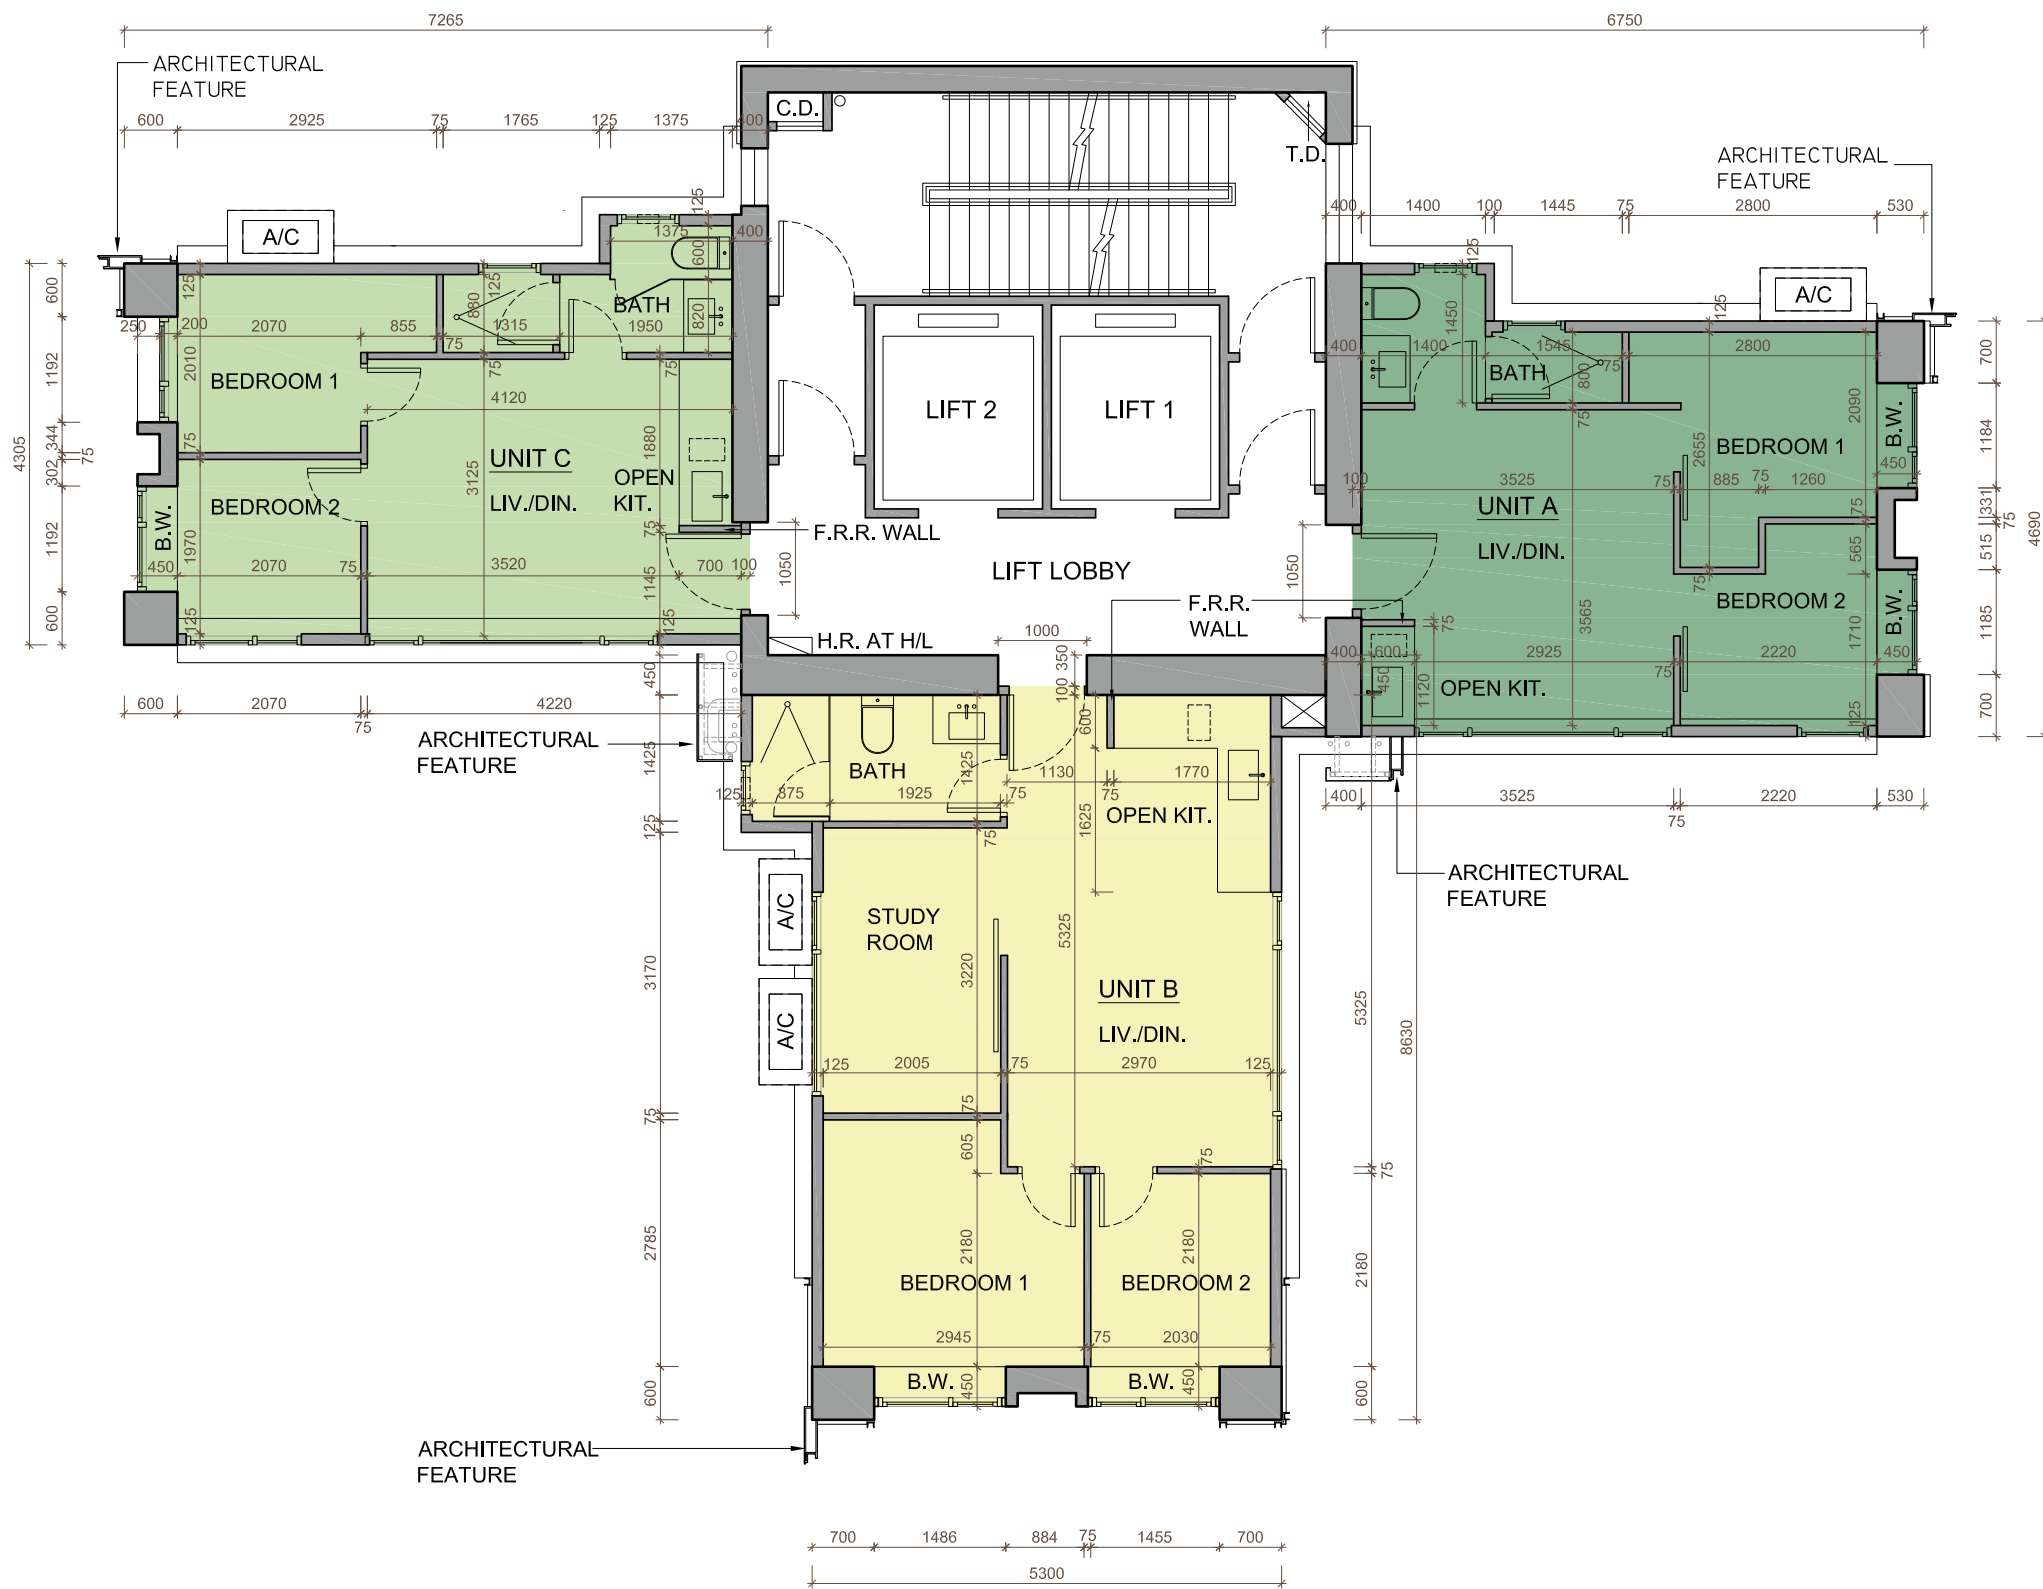 7265
6750
ARCHITECTURAL
FEATURE
600 2925 75 1765 125 1375 400
C.D.
T.D.
ARCHITECTURAL
FEATURE
400 1400 100 1445 75 2800 530
A/C
1375 400
125
600
125
A/C
125
600
125
880
125
BATH
820
1450
125
250 200 2070 855 75 1315 1950
400 1400 1545 75 2800
700
1192
2010
BEDROOM 1
75
75
BATH
800
4120
LIFT 2
LIFT 1
75
2090
4305
344
75
75
1880
UNIT C
3125
OPEN
KIT.
LIV./DIN.
2655
BEDROOM 1
B.W.
1184
450
302
BEDROOM 2
B.W.
100 3525 75 885 75 1260
UNIT A
331
75
75
4690
1192
1970
75
F.R.R. WALL
LIV./DIN.
565
515
450 2070 75 3520 700 100
1145
1050
LIFT LOBBY
1050
75
BEDROOM 2
B.W.
1185
600
125
125
F.R.R.
WALL
75
3565
1710
H.R. AT H/L
1000
450
350
100
400 600 2925 75 2220 450
450
1120
OPEN KIT.
125
700
600 2070 75 4220
ARCHITECTURAL
FEATURE
600
1425
1425
BATH
1130 75 1770
125 875 1925 75
OPEN KIT.
400 3525 75 2220 530
125
75
1625
ARCHITECTURAL
FEATURE
A/C
STUDY
ROOM
5325
3170
3220
UNIT B
5325
A/C
LIV./DIN.
8630
125 2005 75 2970 125
75
75
605
75
75
2785
2180
2180
2180
BEDROOM 1
BEDROOM 2
2945 75 2030
600
B.W.
450
B.W.
450
600
ARCHITECTURAL
FEATURE
700 1486 884 75 1455 700
5300